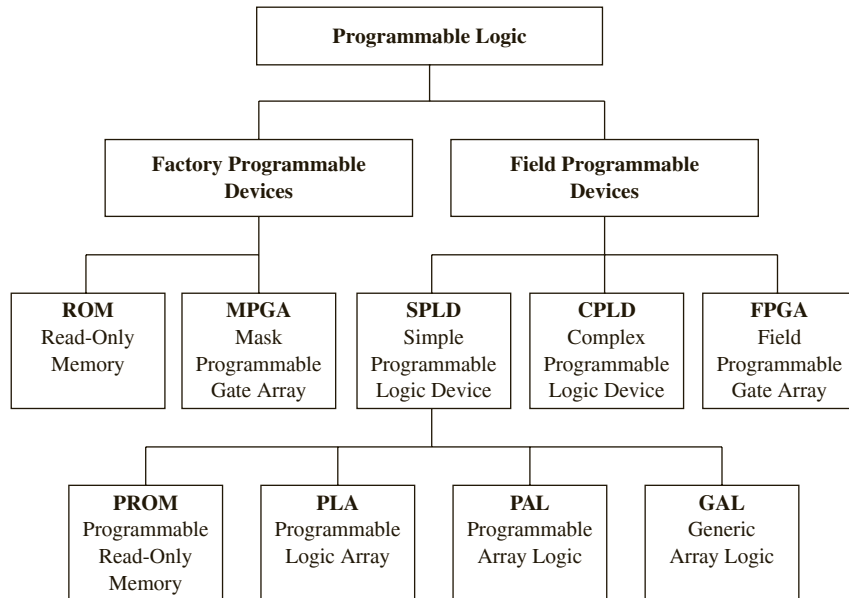 Programmable Logic
Factory Programmable
Devices
Field Programmable
Devices
ROM
Read-Only
Memory
MPGA
Mask
Programmable
Gate Array
SPLD
Simple
Programmable
Logic Device
CPLD
Complex
Programmable
Logic Device
FPGA
Field
Programmable
Gate Array
PROM
Programmable
Read-Only
Memory
PLA
Programmable
Logic Array
PAL
Programmable
Array Logic
GAL
Generic
Array Logic